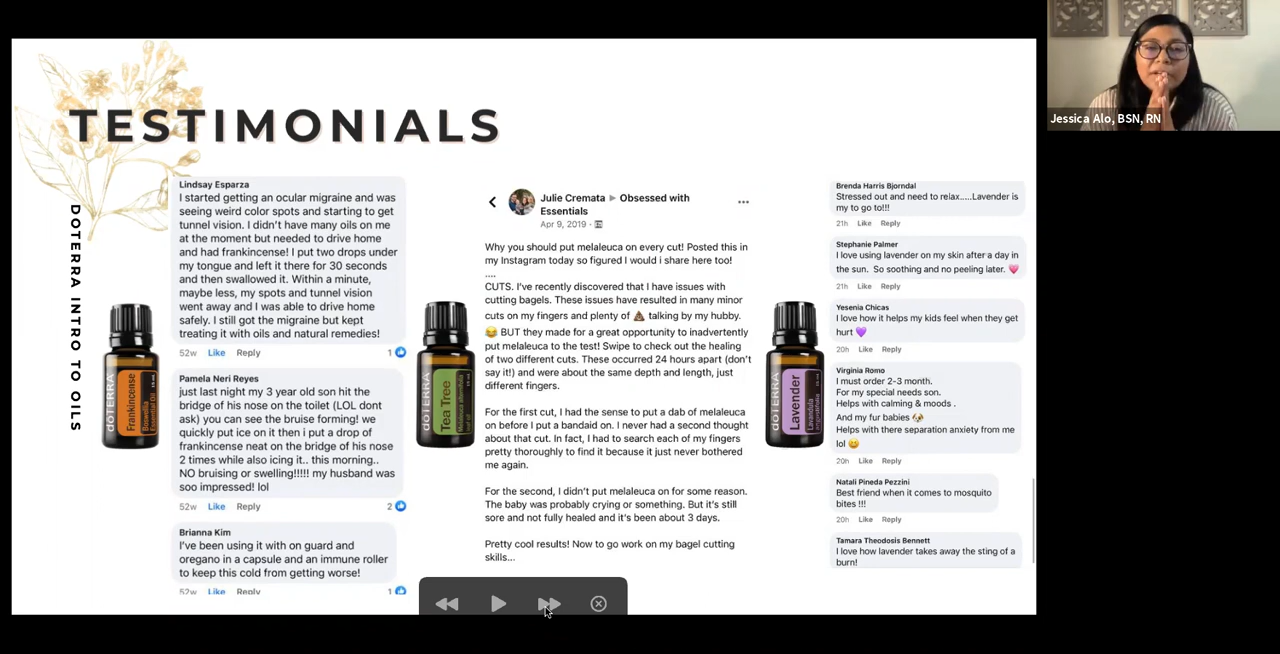 TESTIMONIALS
DOTERRA INTRO TO OILS
Lindsay Esparza
I started getting an ocular migraine and was
seeing weird color spots and starting to get
tunnel vision. I didn't have many oils on me
at the moment but needed to drive home
and had frankincense! I put two drops under
my tongue and left it there for 30 seconds
and then swallowed it. Within a minute,
maybe less, my spots and tunnel vision
went away and I was able to drive home
safely. I still got the migraine but kept
treating it with oils and natural remedies!
52w Like Reply 1
Pamela Neri Reyes
just last night my 3 year old son hit the
bridge of his nose on the toilet (LOL dont
ask) you can see the bruise forming! we
quickly put ice on it then i put a drop of
frankincense neat on the bridge of his nose
2 times while also icing it.. this morning..
NO bruising or swelling!!!!! my husband was
soo impressed! lol
52w Like Reply 2
Brianna Kim
I've been using it with on guard and
oregano in a capsule and an immune roller
to keep this cold from getting worse!
52w Like Reply 1
dōTERRA
Frankincense
Boswellia
Essential Oil
Julie Cremata ▶ Obsessed with
Essentials
Apr 9, 2019 ·
Why you should put melaleuca on every cut! Posted this in
my Instagram today so figured I would i share here too!
....
CUTS. I've recently discovered that I have issues with
cutting bagels. These issues have resulted in many minor
cuts on my fingers and plenty of 💩 talking by my hubby.
😂 BUT they made for a great opportunity to inadvertently
put melaleuca to the test! Swipe to check out the healing
of two different cuts. These occurred 24 hours apart (don't
say it!) and were about the same depth and length, just
different fingers.
For the first cut, I had the sense to put a dab of melaleuca
on before I put a bandaid on. I never had a second thought
about that cut. In fact, I had to search each of my fingers
pretty thoroughly to find it because it just never bothered
me again.
For the second, I didn't put melaleuca on for some reason.
The baby was probably crying or something. But it's still
sore and not fully healed and it's been about 3 days.
Pretty cool results! Now to go work on my bagel cutting
skills...
dōTERRA
Tea Tree
dōTERRA
Lavender
Brenda Harris Bjorndal
Stressed out and need to relax.....Lavender is
my to go to!!!
21h Like Reply
Stephanie Palmer
I love using lavender on my skin after a day in
the sun. So soothing and no peeling later. 💗
21h Like Reply
Yesenia Chicas
I love how it helps my kids feel when they get
hurt 💜
20h Like Reply
Virginia Romo
I must order 2-3 month.
For my special needs son.
Helps with calming & moods .
And my fur babies 🐶
Helps with there separation anxiety from me
lol 😄
20h Like Reply
Natali Pineda Pezzini
Best friend when it comes to mosquito
bites !!!
20h Like Reply
Tamara Theodosis Bennett
I love how lavender takes away the sting of a
burn!
Jessica Alo, BSN, RN